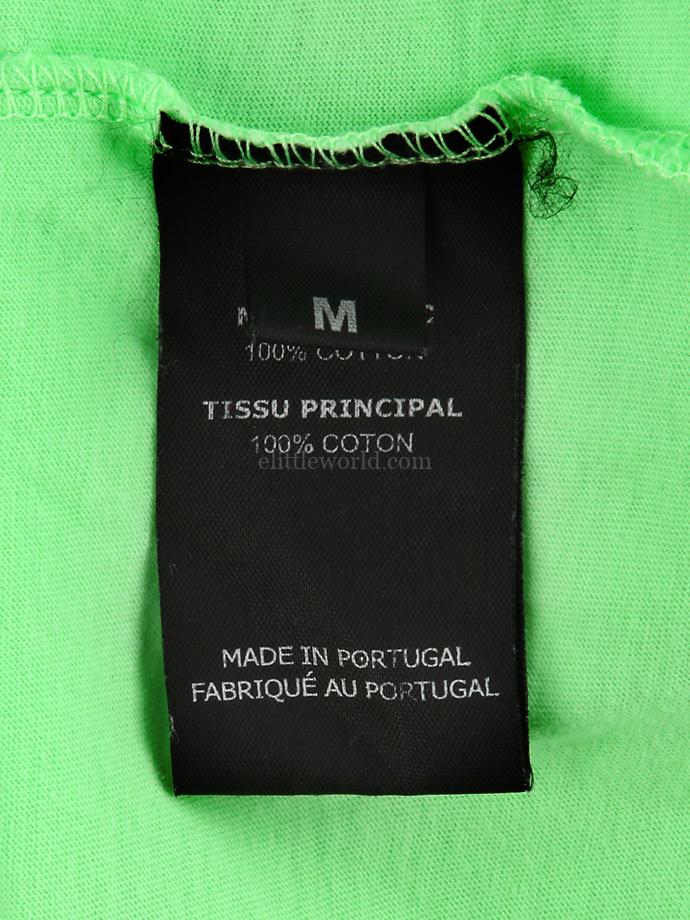 M
100% COTTON
TISSU PRINCIPAL
100% COTON
elittleworld.com
MADE IN PORTUGAL
FABRIQUÉ AU PORTUGAL